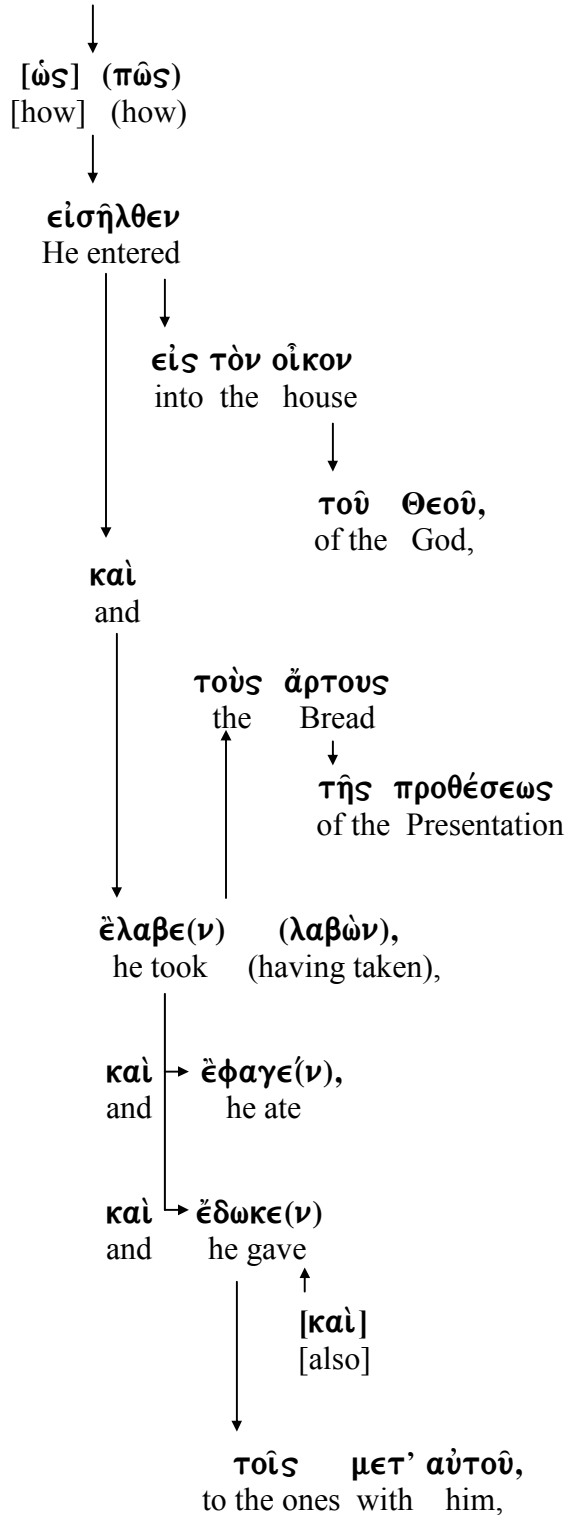 [ὡς] (πῶς)
[how] (how)
εἰσῆλθεν
He entered
εἰς τὸν οἶκον
into the house
τοῦ Θεοῦ,
of the God,
καὶ
and
τοὺς ἄρτους
the Bread
τῆς προθέσεως
of the Presentation
ἒλαβε(ν) (λαβὼν),
he took (having taken),
καὶ ἒφαγε΄(ν),
and he ate
καὶ ἔδωκε(ν)
and he gave
[καὶ]
[also]
τοῖς μετ’ αὐτοῦ,
to the ones with him,